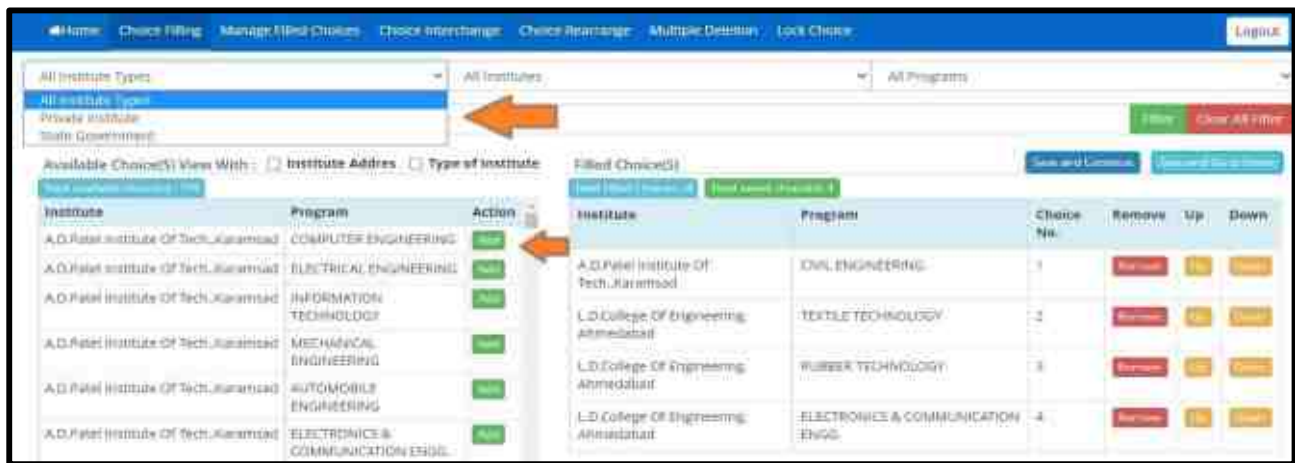 Home Choice Filling Manage Filled Choices Choice Interchange Choice Rearrange Multiple Deletion Lock Choice Logout
All Institute Types All Institutes All Programs
All Institute Types
Private Institute
State Government
Filter Clear All Filter
Available Choice(S) View With : Institute Addres Type of Institute Filled Choice(S) Save and Continue
Institute Program Action Institute Program Choice No. Remove Up Down
A.D.Patel Institute Of Tech.,Karamsad COMPUTER ENGINEERING Add
A.D.Patel Institute Of Tech.,Karamsad ELECTRICAL ENGINEERING Add
A.D.Patel Institute Of Tech.,Karamsad INFORMATION
TECHNOLOGY Add
A.D.Patel Institute Of Tech.,Karamsad MECHANICAL
ENGINEERING Add
A.D.Patel Institute Of Tech.,Karamsad AUTOMOBILE
ENGINEERING Add
A.D.Patel Institute Of Tech.,Karamsad ELECTRONICS &
COMMUNICATION ENGG. Add
A.D.Patel Institute Of CIVIL ENGINEERING 1 Remove Up Down
Tech.,Karamsad
L.D.College Of Engineering, TEXTILE TECHNOLOGY 2 Remove Up Down
Ahmedabad
L.D.College Of Engineering, RUBBER TECHNOLOGY 3 Remove Up Down
Ahmedabad
L.D.College Of Engineering, ELECTRONICS & COMMUNICATION 4 Remove Up Down
Ahmedabad ENGG.